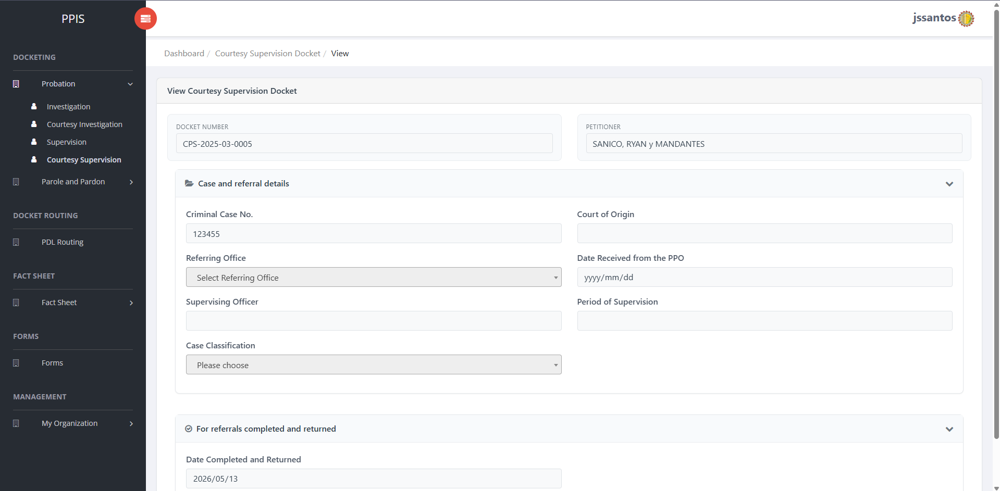 PPIS
jssantos
DOCKETING
Probation
Investigation
Courtesy Investigation
Supervision
Courtesy Supervision
Parole and Pardon
DOCKET ROUTING
PDL Routing
FACT SHEET
Fact Sheet
FORMS
Forms
MANAGEMENT
My Organization
Dashboard / Courtesy Supervision Docket / View
View Courtesy Supervision Docket
DOCKET NUMBER
CPS-2025-03-0005
PETITIONER
SANICO, RYAN y MANDANTES
Case and referral details
Criminal Case No.
123455
Court of Origin
Referring Office
Select Referring Office
Date Received from the PPO
yyyy/mm/dd
Supervising Officer
Period of Supervision
Case Classification
Please choose
For referrals completed and returned
Date Completed and Returned
2026/05/13